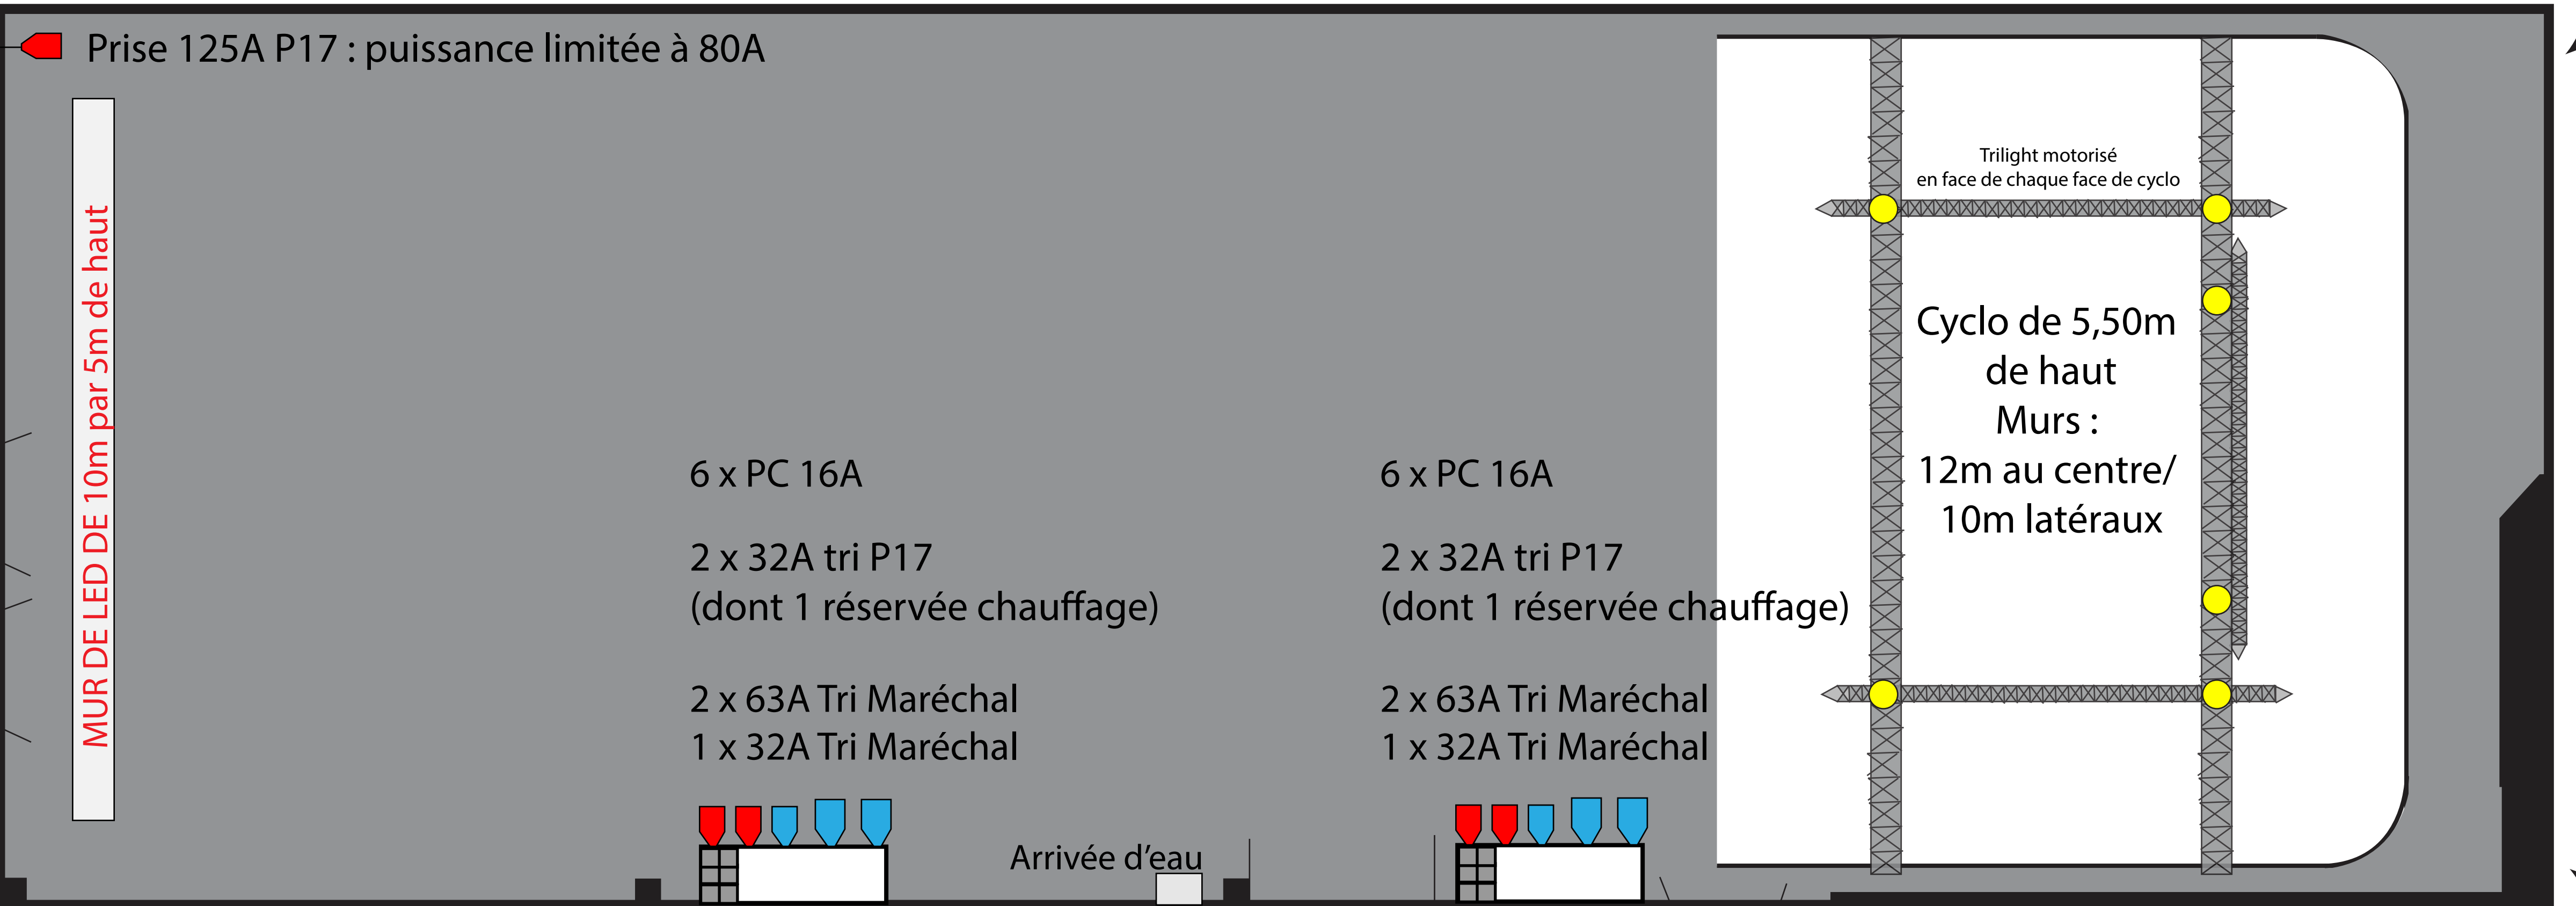 Prise 125A P17 : puissance limitée à 80A
MUR DE LED DE 10m par 5m de haut
6 x PC 16A
2 x 32A tri P17
(dont 1 réservée chauffage)
2 x 63A Tri Maréchal
1 x 32A Tri Maréchal
Arrivée d'eau
6 x PC 16A
2 x 32A tri P17
(dont 1 réservée chauffage)
2 x 63A Tri Maréchal
1 x 32A Tri Maréchal
Trilight motorisé
en face de chaque face de cyclo
Cyclo de 5,50m
de haut
Murs :
12m au centre/
10m latéraux